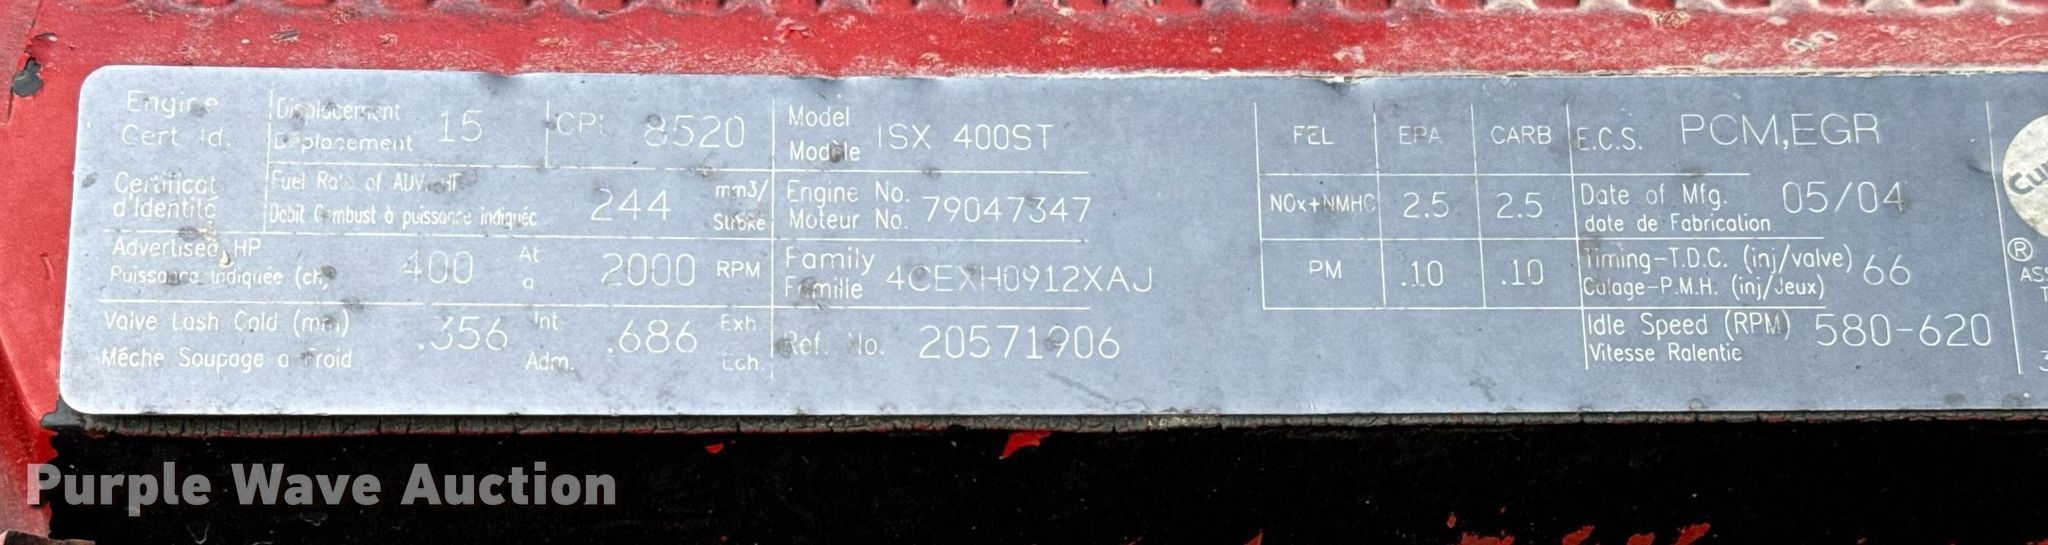 Engine Cert. Id.
Certificat d'Identité
Displacement
Déplacement 15
CPL 8520
Fuel Rate of ADV. HP
Debit Combust à puissance indiquée 244 mm3/ Stroke
Advertised HP
Puissance Indiquée (ch) 400 At à 2000 RPM
Valve Lash Cold (mm)
Mèche Soupage a Froid .356 Int. Adm. .686 Exh. Ech.
Model
Modèle ISX 400ST
Engine No.
Moteur No. 79047347
Family
Famille 4CEXH0912XAJ
Ref. No. 20571906
FEL EPA CARB
NOx+NMHC 2.5 2.5
PM .10 .10
E.C.S. PCM,EGR
Date of Mfg.
date de Fabrication 05/04
Timing-T.D.C. (inj/valve)
Calage-P.M.H. (inj/Jeux) 66
Idle Speed (RPM)
Vitesse Ralentie 580-620
®
Purple Wave Auction